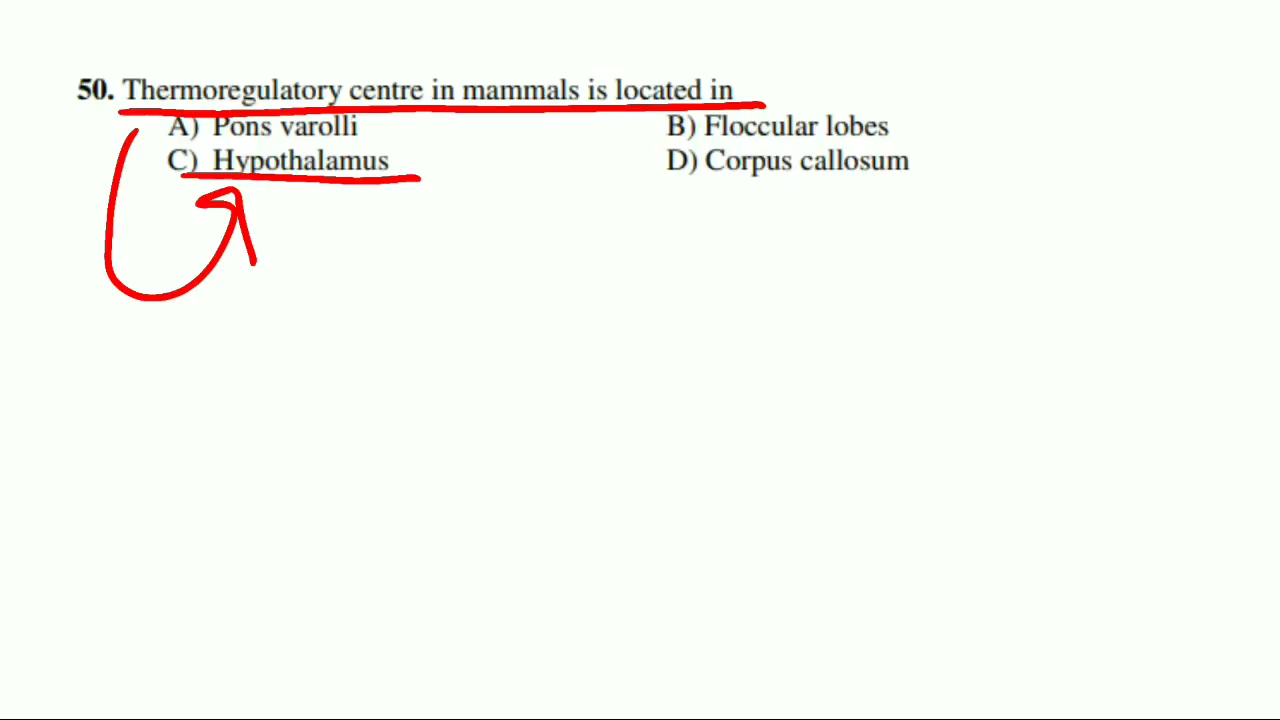 50. Thermoregulatory centre in mammals is located in
A) Pons varolli B) Floccular lobes
C) Hypothalamus D) Corpus callosum